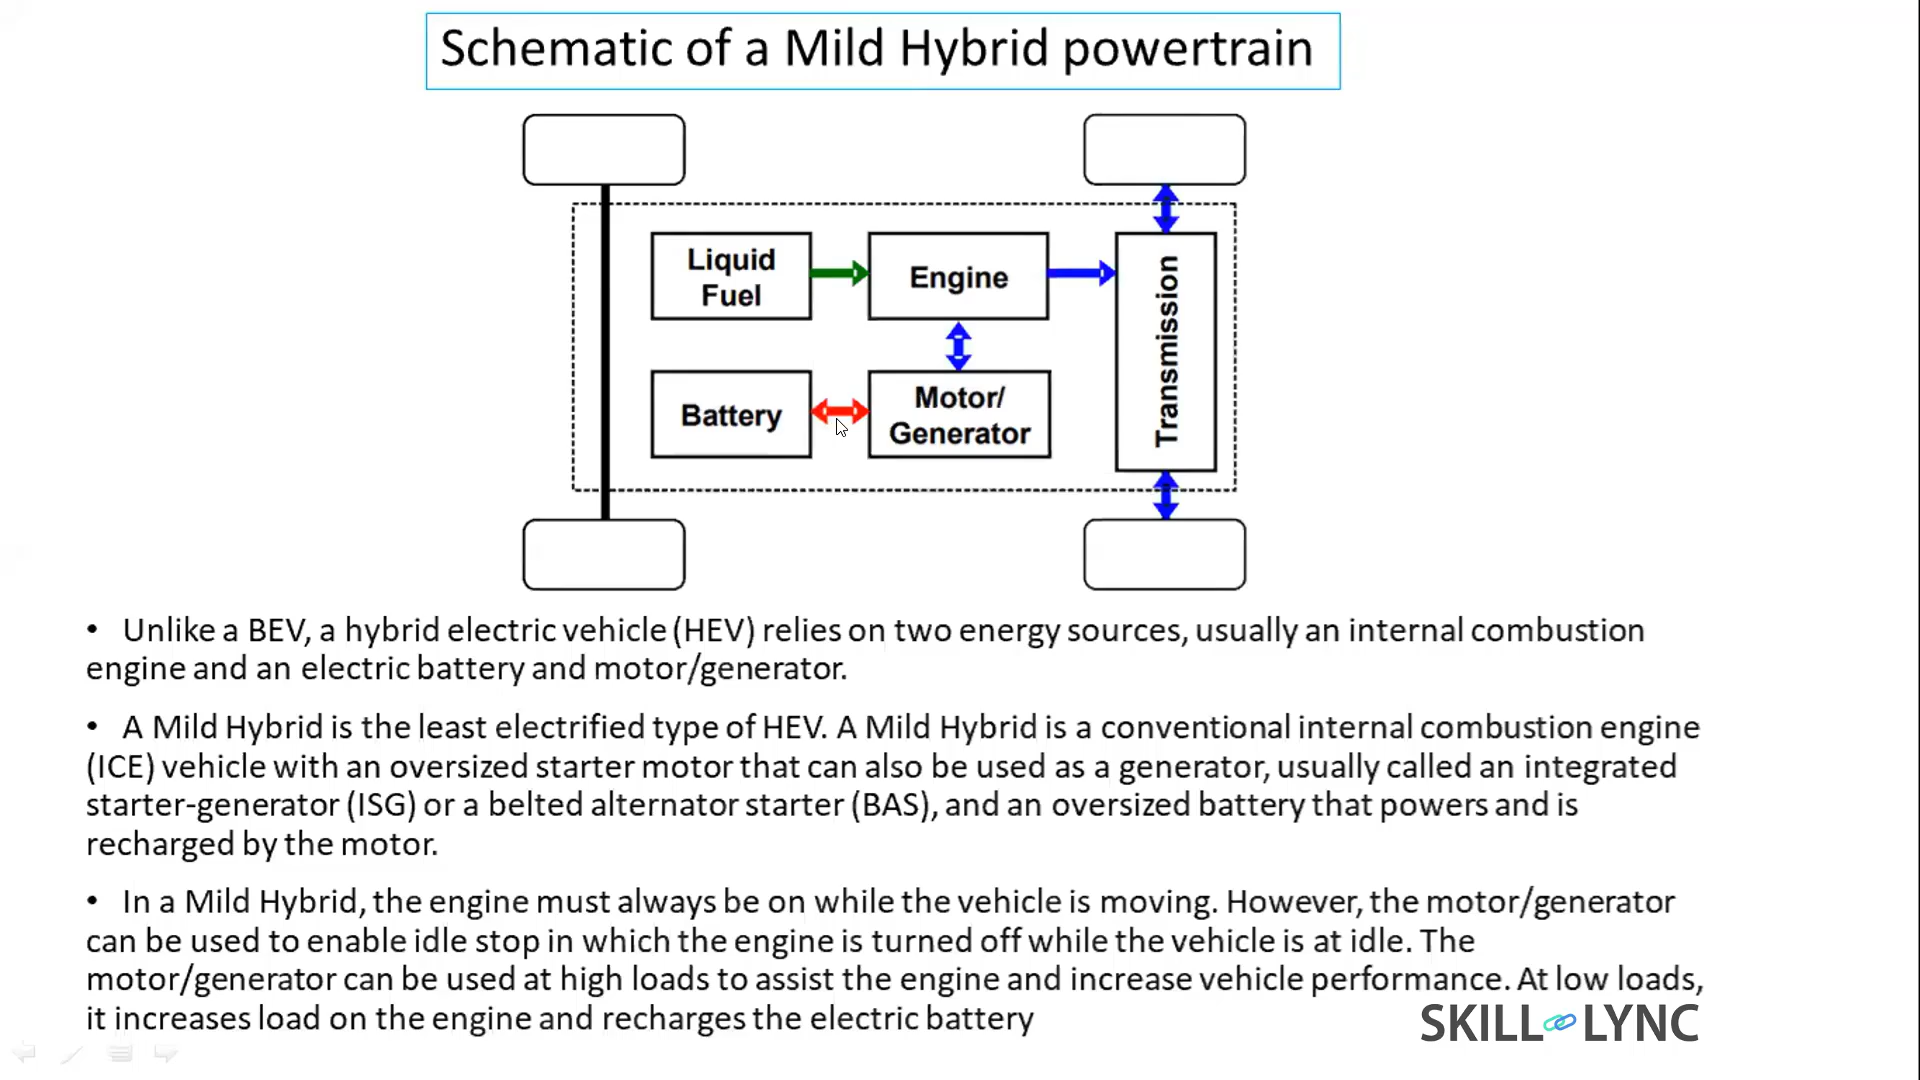 Schematic of a Mild Hybrid powertrain
Liquid
Fuel
Engine
Transmission
Battery
Motor/
Generator
• Unlike a BEV, a hybrid electric vehicle (HEV) relies on two energy sources, usually an internal combustion
engine and an electric battery and motor/generator.
• A Mild Hybrid is the least electrified type of HEV. A Mild Hybrid is a conventional internal combustion engine
(ICE) vehicle with an oversized starter motor that can also be used as a generator, usually called an integrated
starter-generator (ISG) or a belted alternator starter (BAS), and an oversized battery that powers and is
recharged by the motor.
• In a Mild Hybrid, the engine must always be on while the vehicle is moving. However, the motor/generator
can be used to enable idle stop in which the engine is turned off while the vehicle is at idle. The
motor/generator can be used at high loads to assist the engine and increase vehicle performance. At low loads,
it increases load on the engine and recharges the electric battery
SKILL LYNC